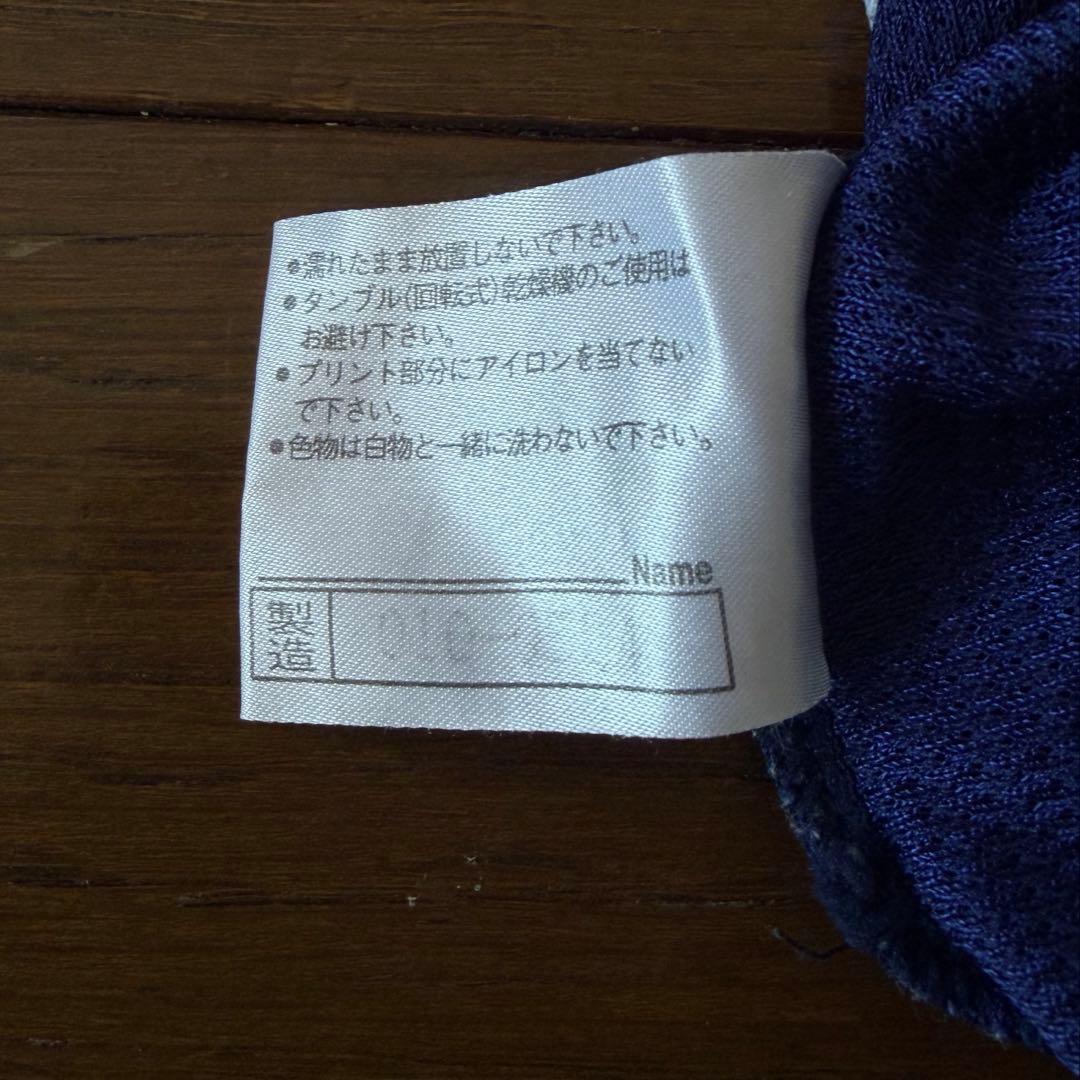 ●濡れたまま放置しないで下さい。
●タンブル(回転式)乾燥機のご使用は
お避け下さい。
●プリント部分にアイロンを当てない
で下さい。
●色物は白物と一緒に洗わないで下さい。
Name
製造